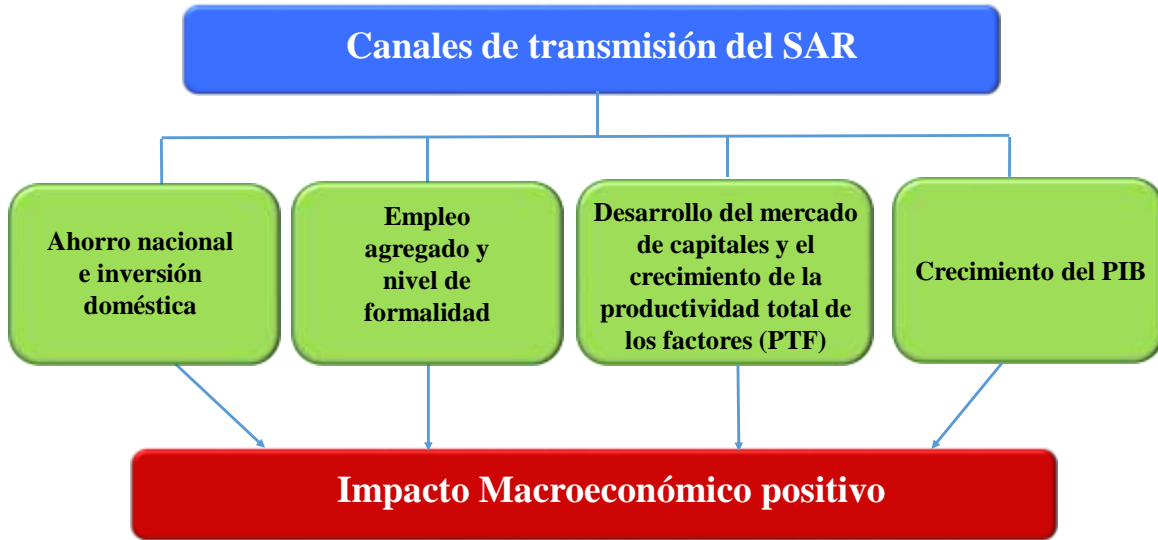 Canales de transmisión del SAR
Ahorro nacional
e inversión
doméstica
Empleo
agregado y
nivel de
formalidad
Desarrollo del mercado
de capitales y el
crecimiento de la
productividad total de
los factores (PTF)
Crecimiento del PIB
Impacto Macroeconómico positivo